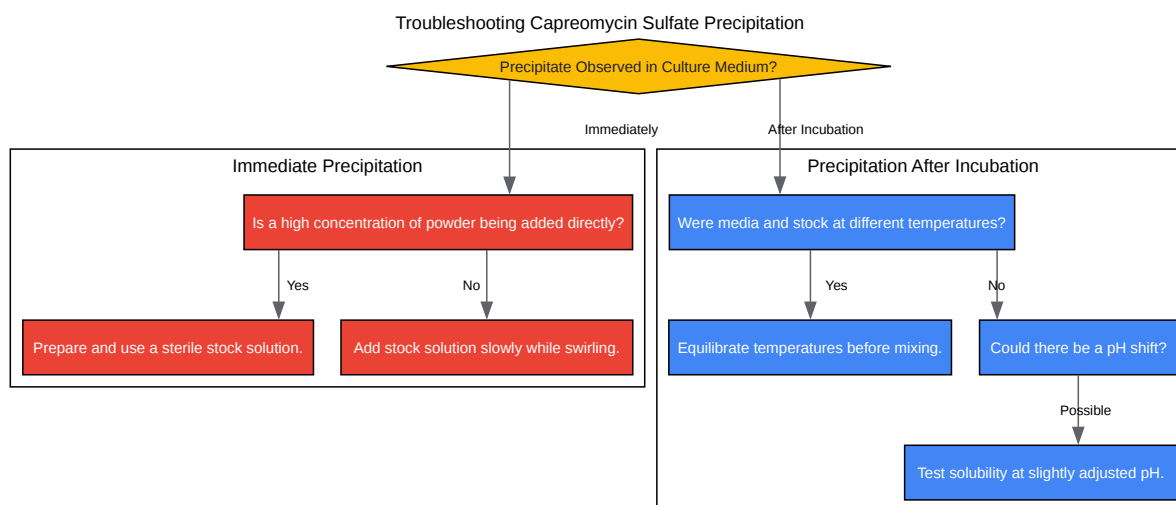 Troubleshooting Capreomycin Sulfate Precipitation
Precipitate Observed in Culture Medium?
Immediately
After Incubation
Immediate Precipitation
Precipitation After Incubation
Is a high concentration of powder being added directly?
Were media and stock at different temperatures?
Yes
No
Yes
No
Prepare and use a sterile stock solution.
Add stock solution slowly while swirling.
Equilibrate temperatures before mixing.
Could there be a pH shift?
Possible
Test solubility at slightly adjusted pH.